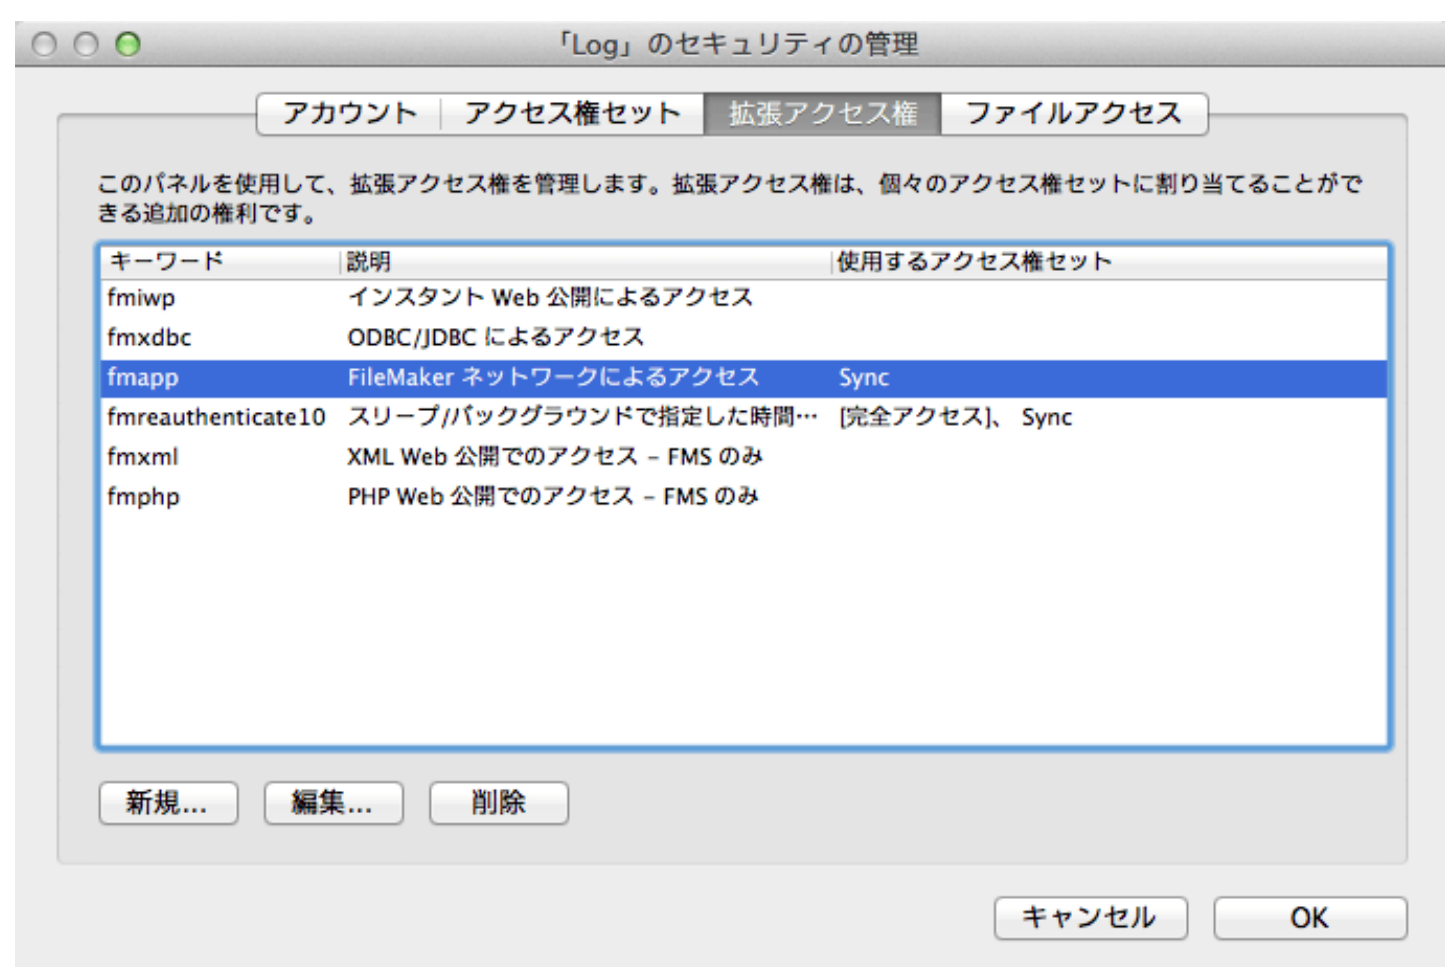 「Log」のセキュリティの管理
アカウント アクセス権セット 拡張アクセス権 ファイルアクセス
このパネルを使用して、拡張アクセス権を管理します。拡張アクセス権は、個々のアクセス権セットに割り当てることがで
きる追加の権利です。
キーワード 説明 使用するアクセス権セット
fmiwp インスタント Web 公開によるアクセス
fmxdbc ODBC/JDBC によるアクセス
fmapp FileMaker ネットワークによるアクセス Sync
fmreauthenticate10 スリープ/バックグラウンドで指定した時間… [完全アクセス]、 Sync
fmxml XML Web 公開でのアクセス – FMS のみ
fmphp PHP Web 公開でのアクセス – FMS のみ
新規... 編集... 削除
キャンセル OK